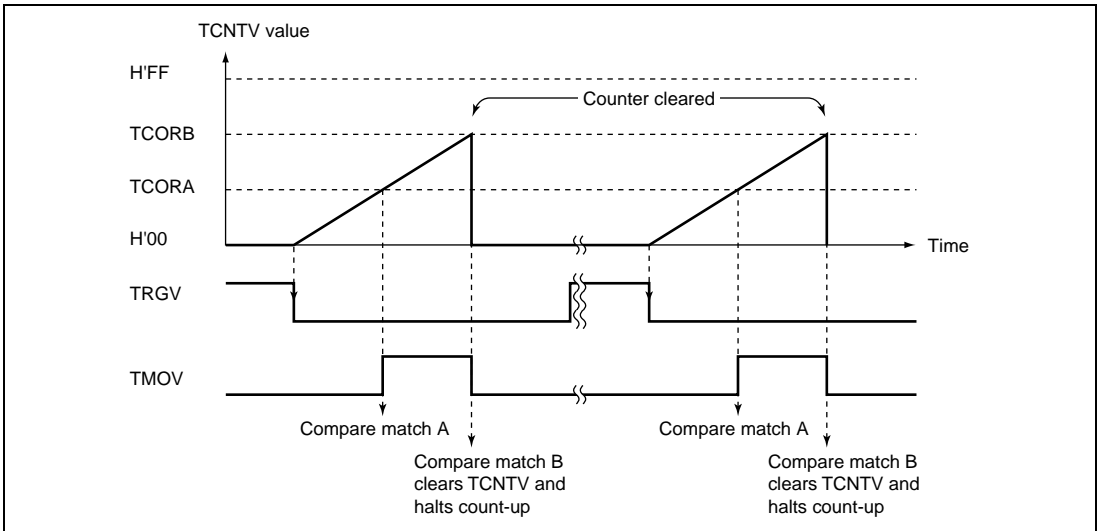 TCNTV value
H'FF
Counter cleared
TCORB
TCORA
H'00
Time
TRGV
TMOV
Compare match A
Compare match A
Compare match B
clears TCNTV and
halts count-up
Compare match B
clears TCNTV and
halts count-up